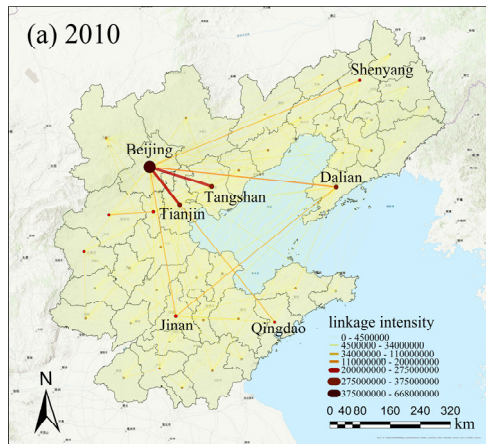 (a) 2010
Shenyang
Beijing
Dalian
Tangshan
Tianjin
Jinan
Qingdao
linkage intensity
0 - 4500000
4500000 - 34000000
34000000 - 110000000
110000000 - 200000000
200000000 - 275000000
275000000 - 375000000
375000000 - 668000000
N
0 40 80 160 240 320
km